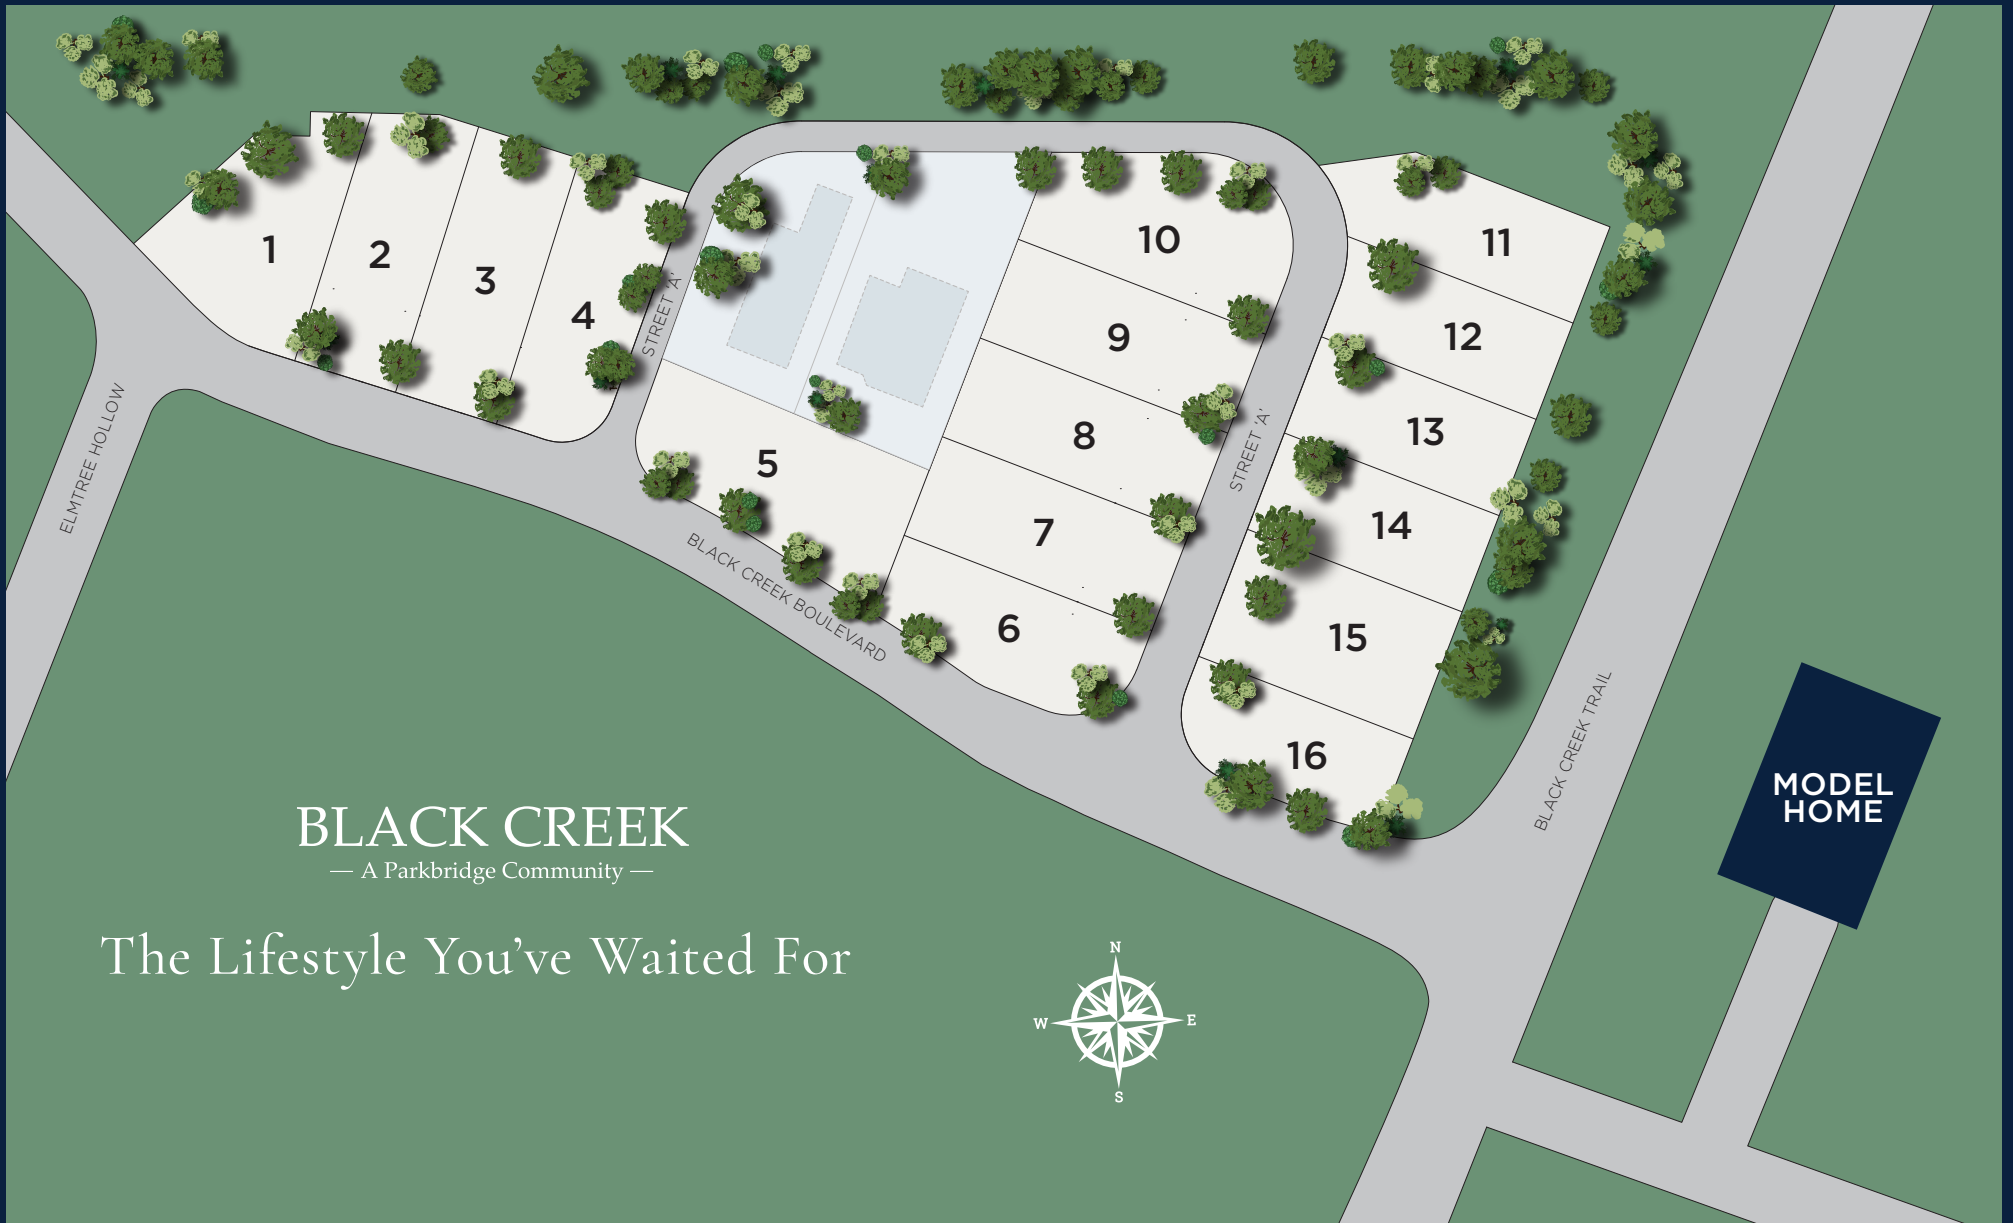 1
2
3
4
5
6
7
8
9
10
11
12
13
14
15
16
STREET 'A'
STREET 'A'
ELMTREE HOLLOW
BLACK CREEK BOULEVARD
BLACK CREEK TRAIL
MODEL
HOME
BLACK CREEK
— A Parkbridge Community —
The Lifestyle You’ve Waited For
N
W
E
S